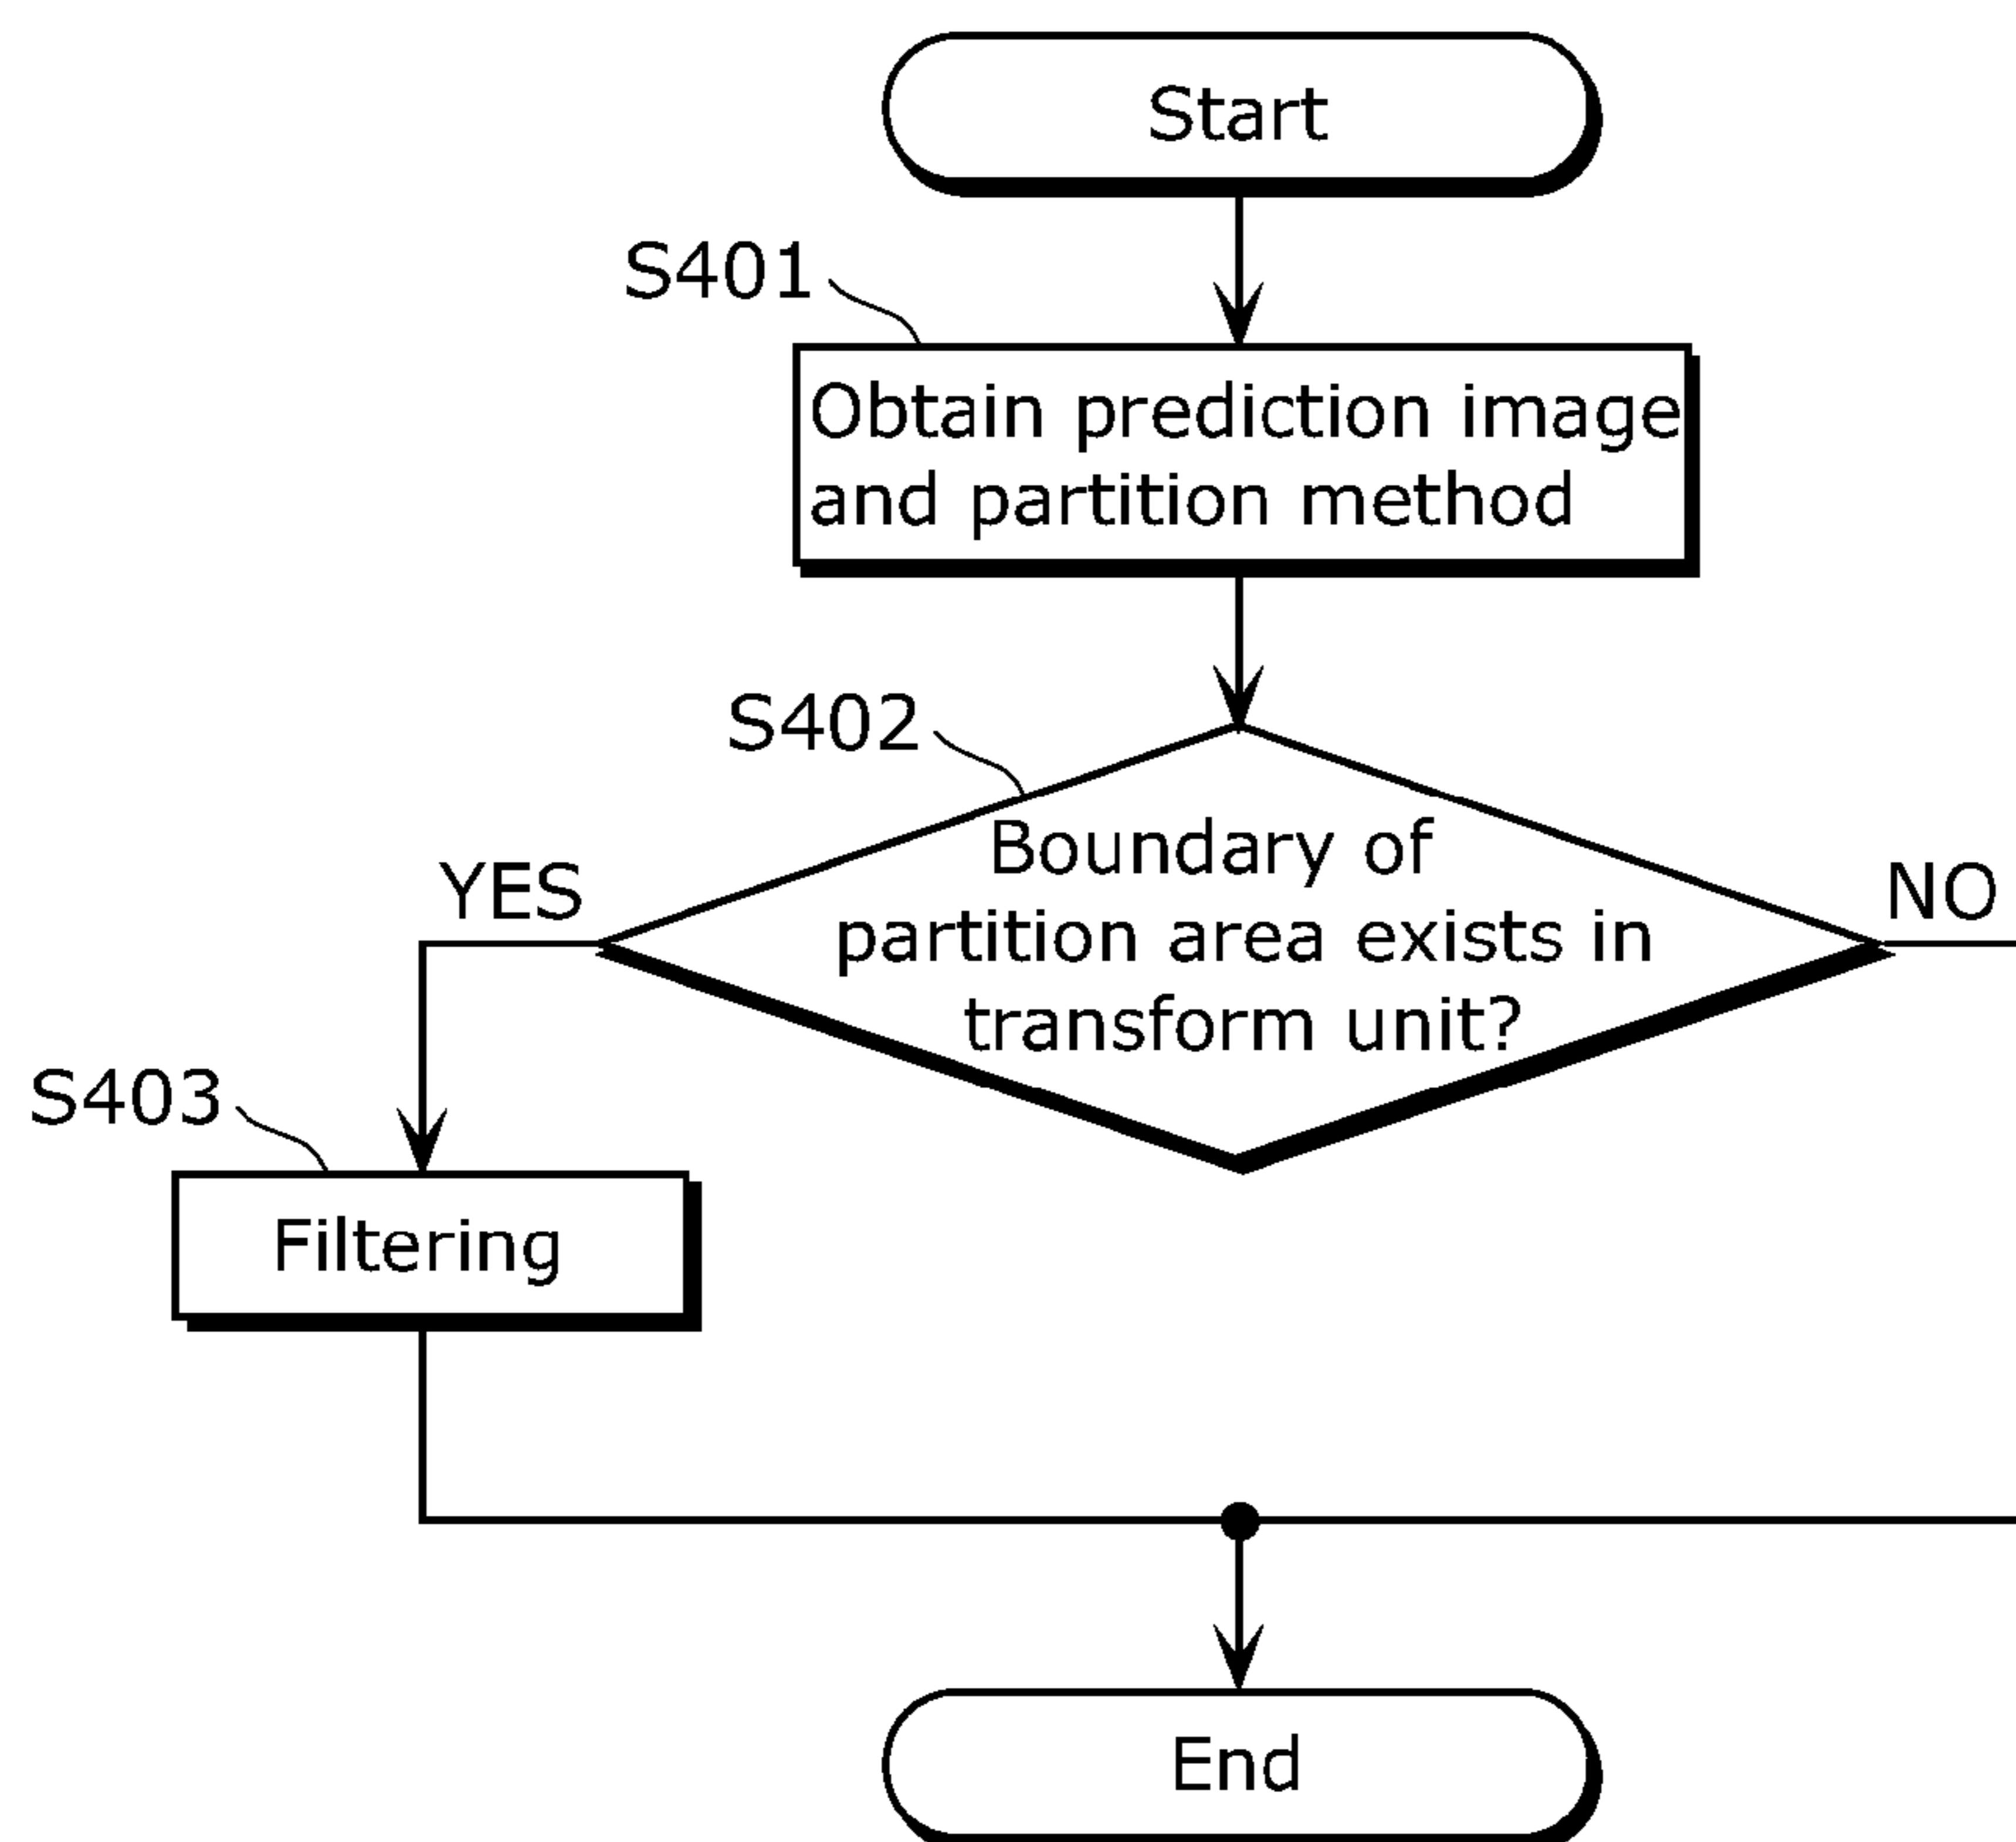 Start
S401
Obtain prediction image
and partition method
S402
Boundary of
partition area exists in
transform unit?
YES
NO
S403
Filtering
End